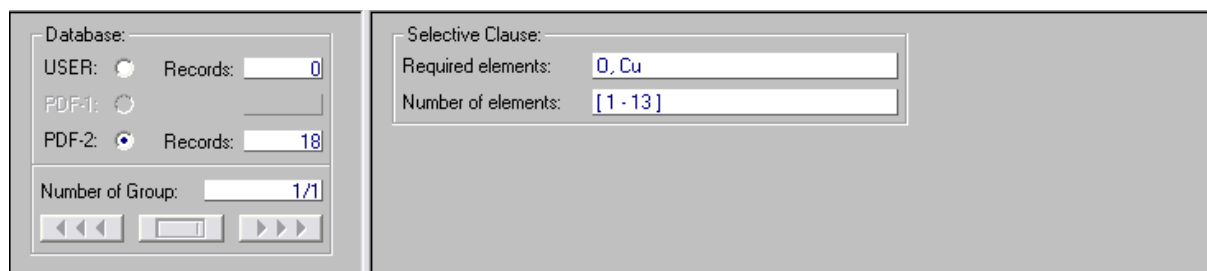 Database:
USER: Records: 0
PDF-1:
PDF-2: Records: 18
Number of Group: 1/1
Selective Clause:
Required elements: O, Cu
Number of elements: [ 1 - 13 ]